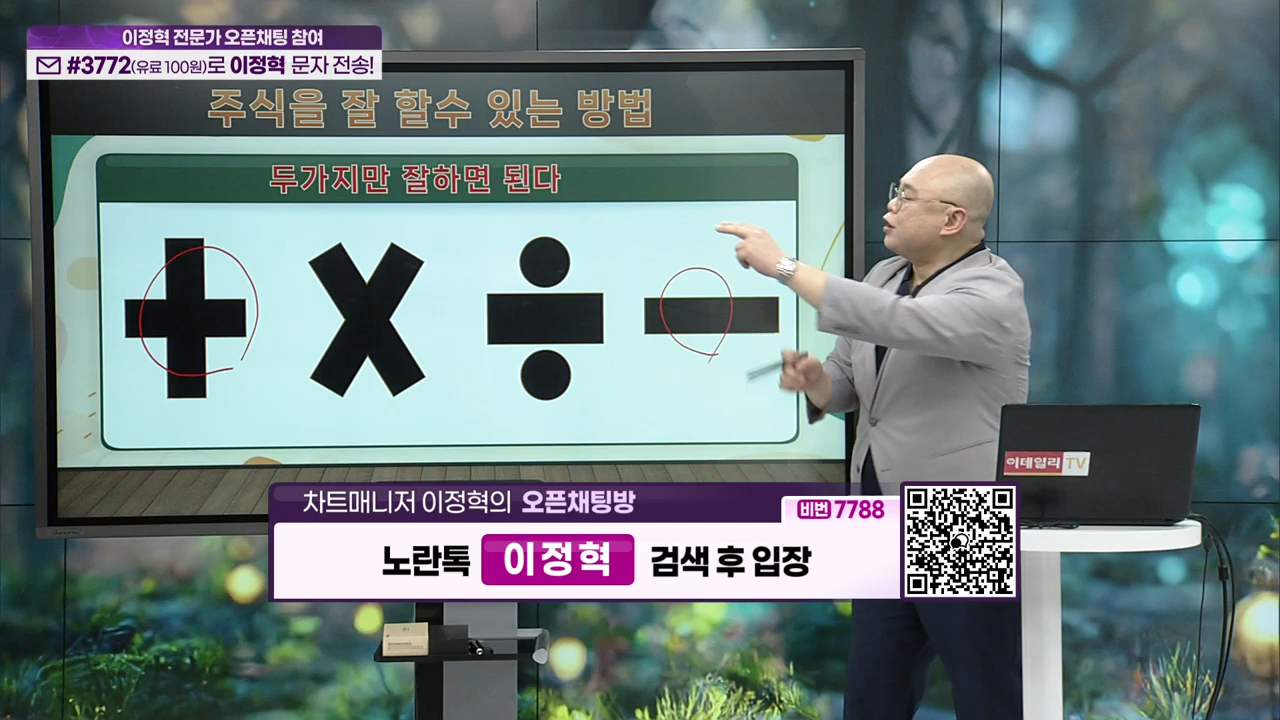 이정혁 전문가 오픈채팅 참여
#3772(유료 100원)로 이정혁 문자 전송!
주식을 잘 할수 있는 방법
두가지만 잘하면 된다
이데일리 TV
차트매니저 이정혁의 오픈채팅방
비번 7788
노란톡 이정혁 검색 후 입장